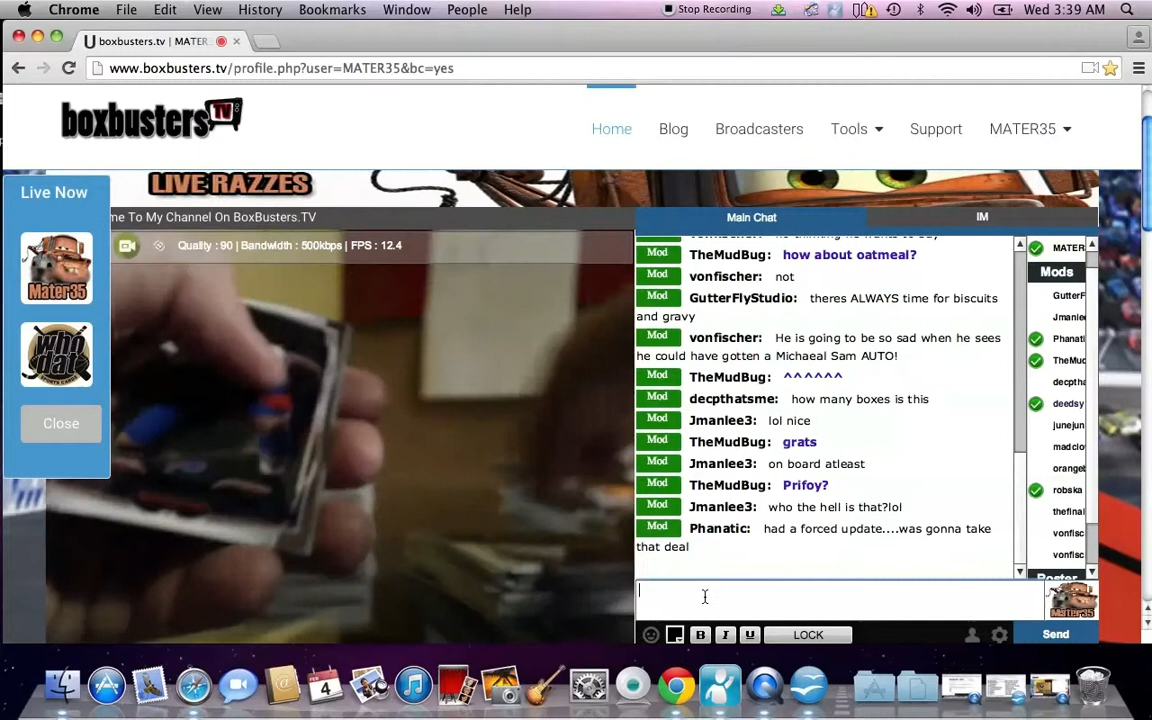 Chrome File Edit View History Bookmarks Window People Help Stop Recording Wed 3:39 AM
boxbusters.tv | MATER
www.boxbusters.tv/profile.php?user=MATER35&bc=yes
boxbusters TV Home Blog Broadcasters Tools Support MATER35
LIVE RAZZES
Live Now
Mater35
who dat
Close
me To My Channel On BoxBusters.TV
Quality : 90 | Bandwidth : 500kbps | FPS : 12.4
Main Chat IM
Mod TheMudBug: how about oatmeal?
Mod vonfischer: not
Mod GutterFlyStudio: theres ALWAYS time for biscuits
and gravy
Mod vonfischer: He is going to be so sad when he sees
he could have gotten a Michaeal Sam AUTO!
Mod TheMudBug: ^^^^^^
Mod decpthatsme: how many boxes is this
Mod Jmanlee3: lol nice
Mod TheMudBug: grats
Mod Jmanlee3: on board atleast
Mod TheMudBug: Prifoy?
Mod Jmanlee3: who the hell is that?lol
Mod Phanatic: had a forced update....was gonna take
that deal
MATER
Mods
GutterF
Jmanlee
Phanati
TheMud
decptha
deedsy
junejun
madclo
orangeb
robska
thefinal
vonfisc
vonfisc
Roster
B I U LOCK Send
FEB
4